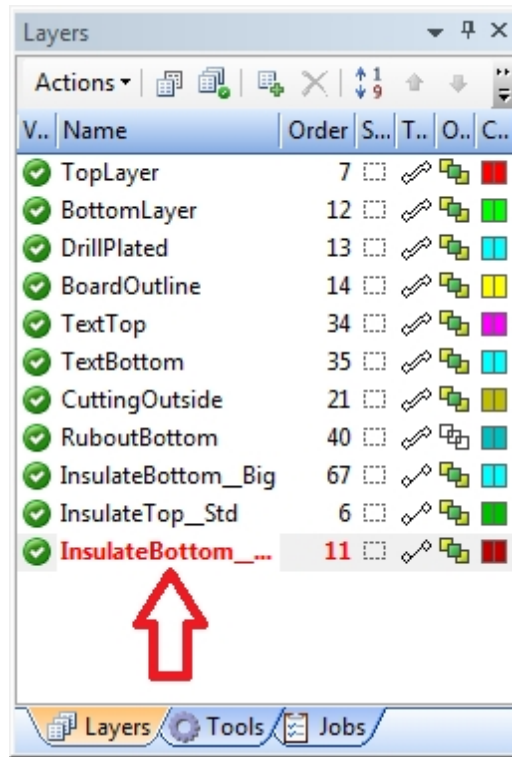 Layers
Actions
V.. Name Order S... T.. O.. C..
TopLayer 7
BottomLayer 12
DrillPlated 13
BoardOutline 14
TextTop 34
TextBottom 35
CuttingOutside 21
RuboutBottom 40
InsulateBottom__Big 67
InsulateTop__Std 6
InsulateBottom__... 11
Layers Tools Jobs